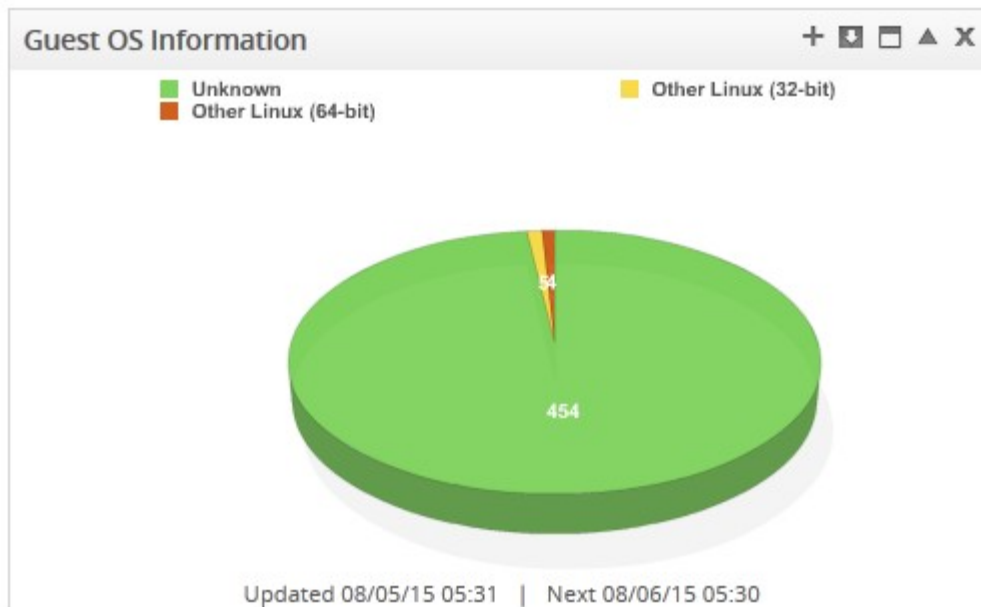 Guest OS Information
Unknown
Other Linux (32-bit)
Other Linux (64-bit)
54
454
Updated 08/05/15 05:31 | Next 08/06/15 05:30